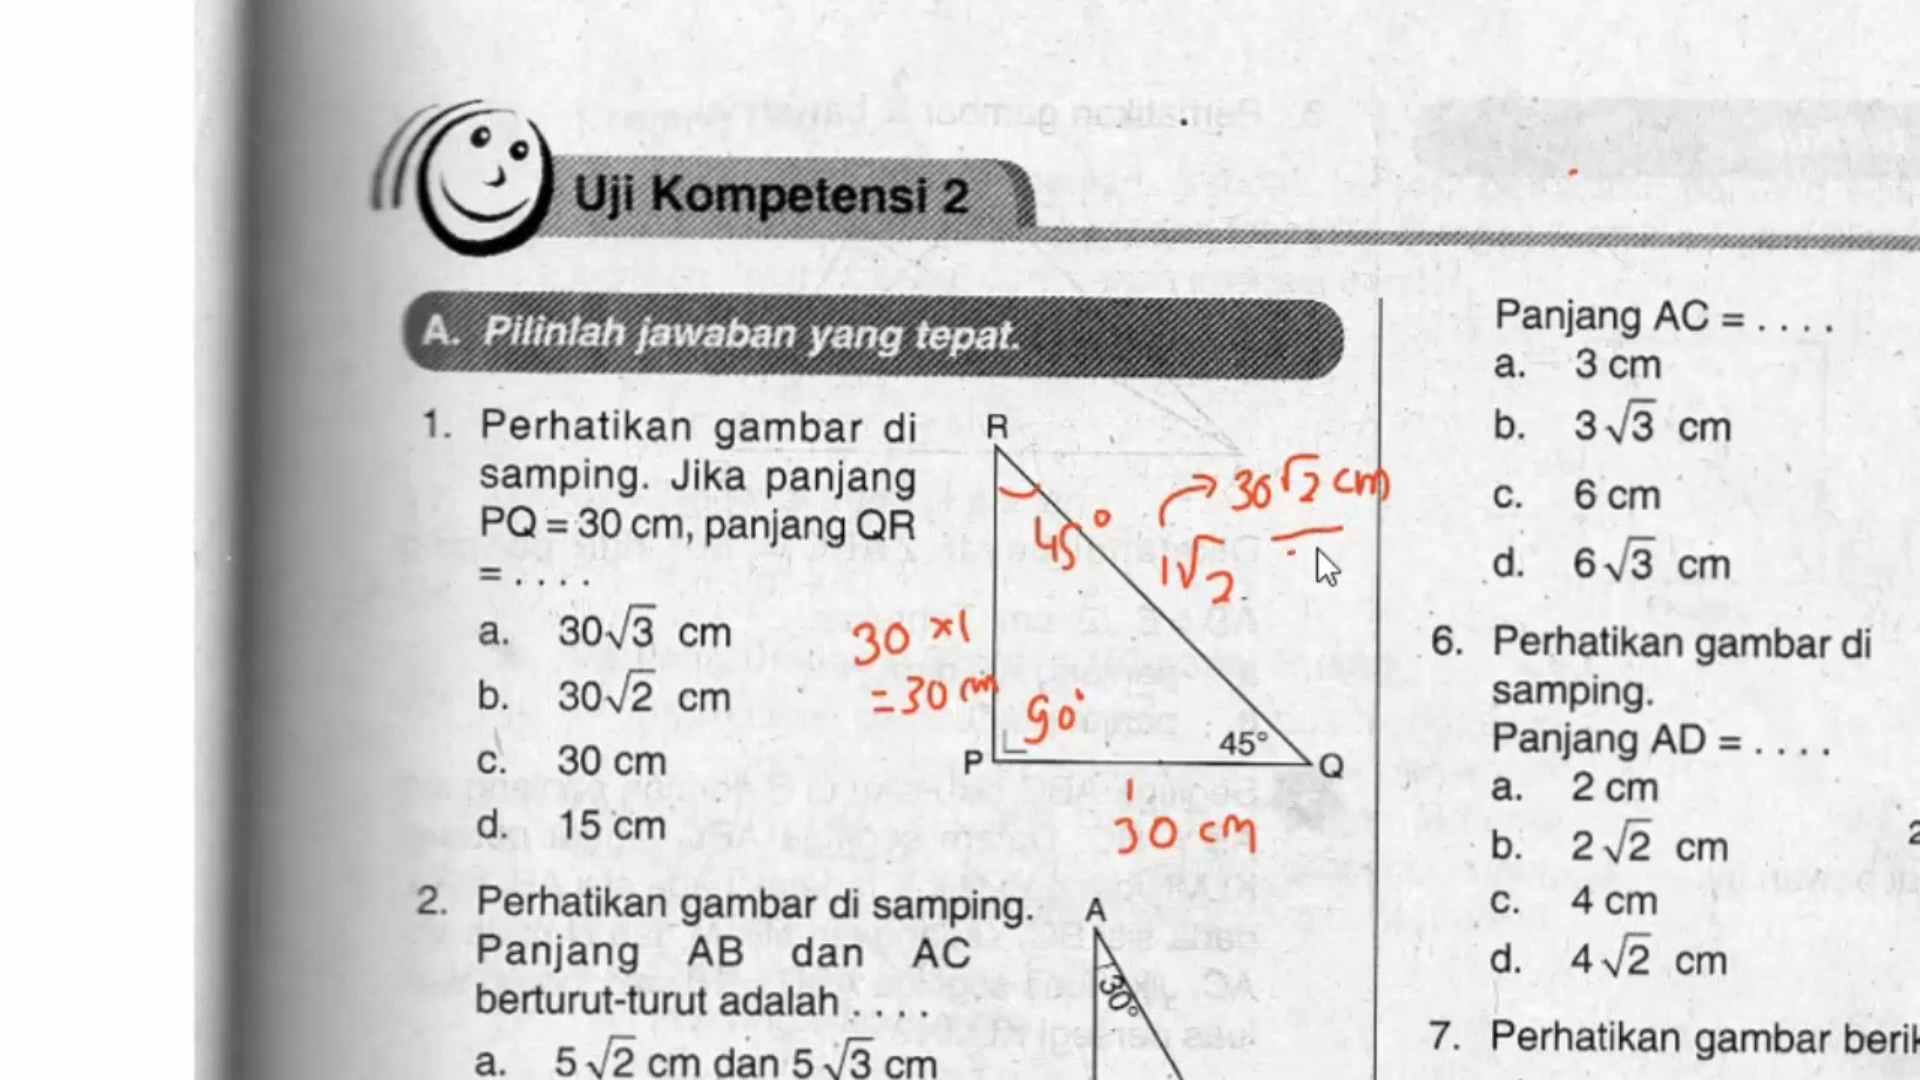 Uji Kompetensi 2
A. Pilinlah jawaban yang tepat.
1. Perhatikan gambar di
samping. Jika panjang
PQ = 30 cm, panjang QR
= . . . .
a. 30√3 cm
b. 30√2 cm
c. 30 cm
d. 15 cm
R
45°
1√2
30√2 cm
30 ×1
= 30 cm
90°
P
45°
Q
1
30 cm
2. Perhatikan gambar di samping.
Panjang AB dan AC
berturut-turut adalah . . . .
a. 5√2 cm dan 5√3 cm
A
30°
Panjang AC = . . . .
a. 3 cm
b. 3√3 cm
c. 6 cm
d. 6√3 cm
6. Perhatikan gambar di
samping.
Panjang AD = . . . .
a. 2 cm
b. 2√2 cm
c. 4 cm
d. 4√2 cm
7. Perhatikan gambar berik